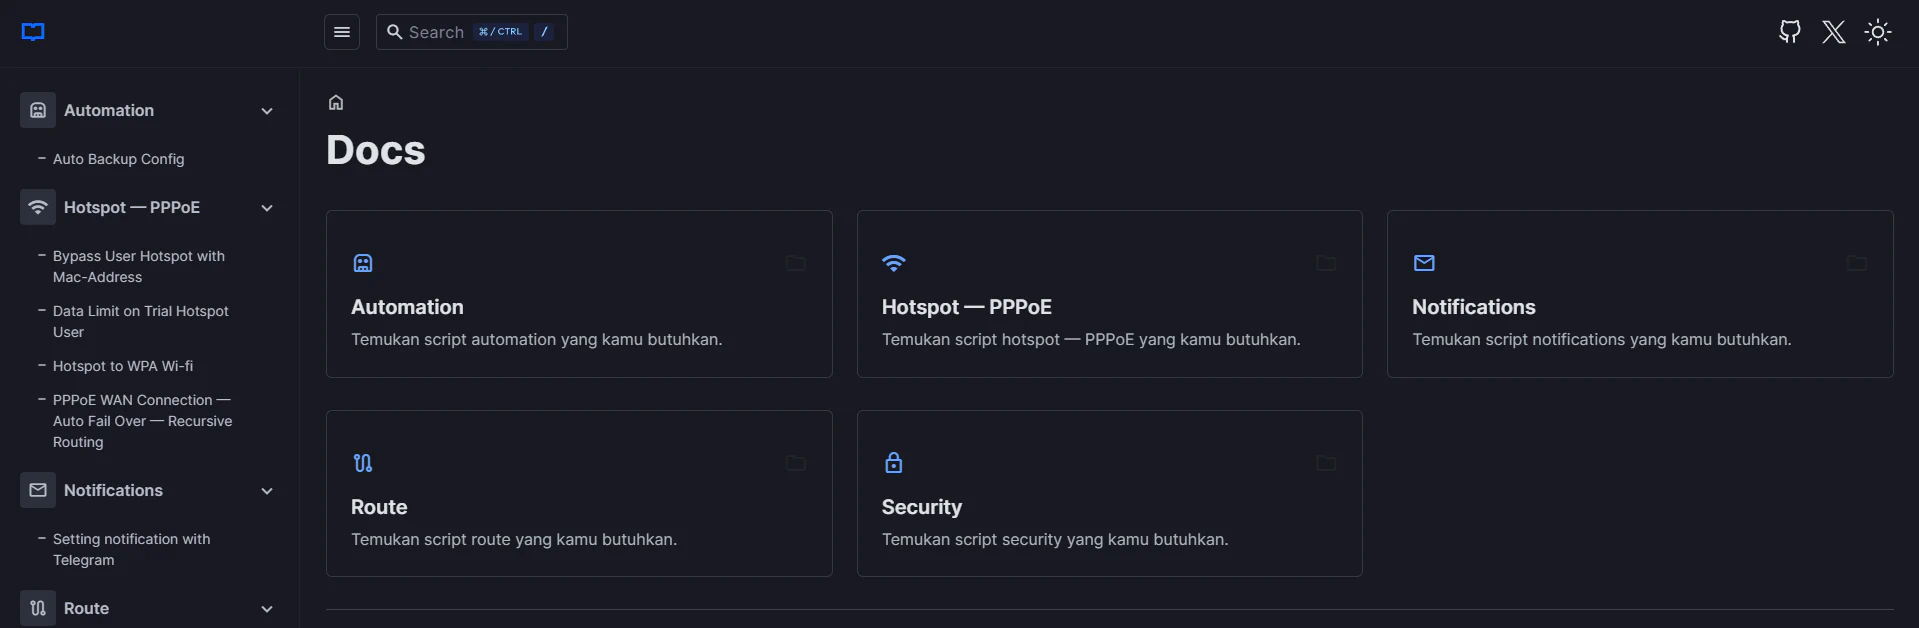 Search ⌘/CTRL /
Automation
– Auto Backup Config
Hotspot — PPPoE
– Bypass User Hotspot with
Mac-Address
– Data Limit on Trial Hotspot
User
– Hotspot to WPA Wi-fi
– PPPoE WAN Connection —
Auto Fail Over — Recursive
Routing
Notifications
– Setting notification with
Telegram
Route
Docs
Automation
Temukan script automation yang kamu butuhkan.
Hotspot — PPPoE
Temukan script hotspot — PPPoE yang kamu butuhkan.
Notifications
Temukan script notifications yang kamu butuhkan.
Route
Temukan script route yang kamu butuhkan.
Security
Temukan script security yang kamu butuhkan.